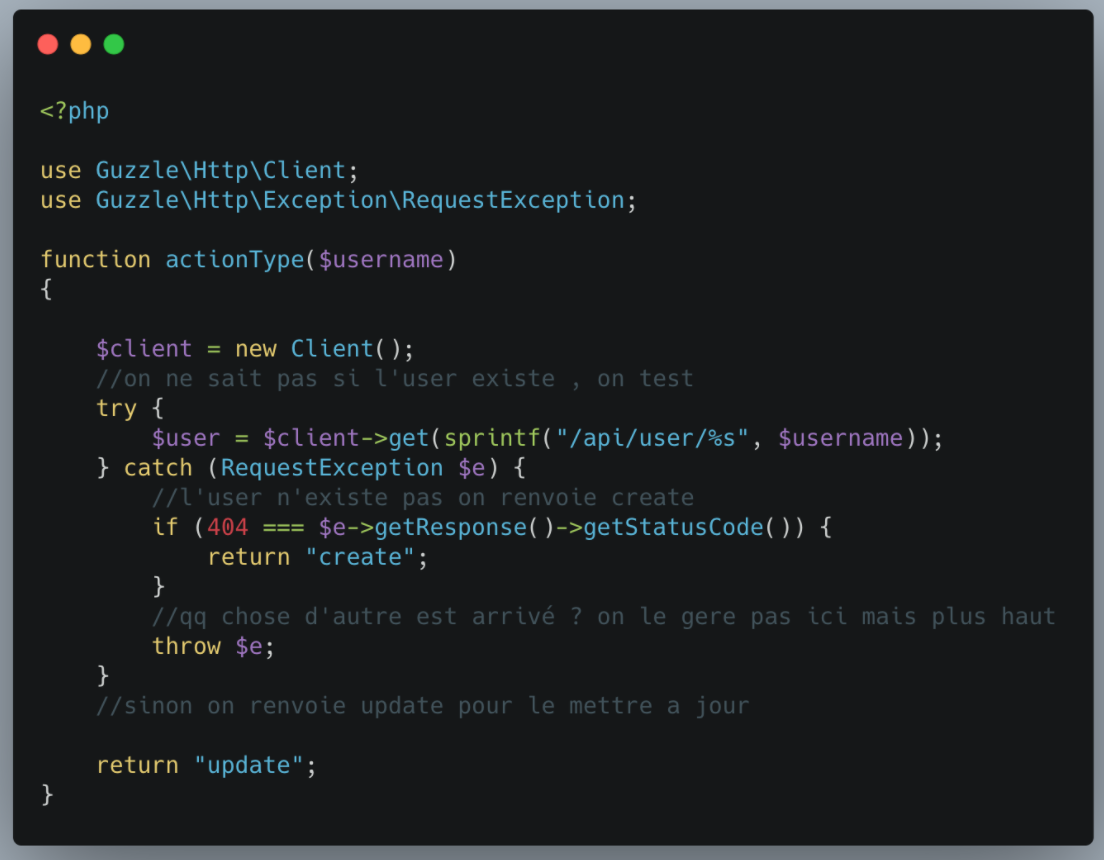 <?php
use Guzzle\Http\Client;
use Guzzle\Http\Exception\RequestException;
function actionType($username)
{
$client = new Client();
//on ne sait pas si l'user existe , on test
try {
$user = $client->get(sprintf("/api/user/%s", $username));
} catch (RequestException $e) {
//l'user n'existe pas on renvoie create
if (404 === $e->getResponse()->getStatusCode()) {
return "create";
}
//qq chose d'autre est arrivé ? on le gere pas ici mais plus haut
throw $e;
}
//sinon on renvoie update pour le mettre a jour
return "update";
}